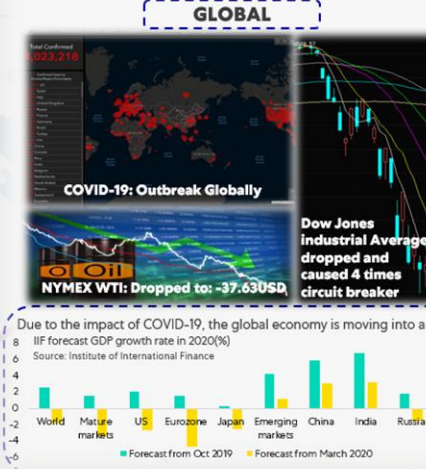 GLOBAL
Total Confirmed
,023,218
COVID-19: Outbreak Globally
Dow Jones
industrial Average
dropped and
caused 4 times
circuit breaker
Oil
NYMEX WTI: Dropped to: -37.63USD
Due to the impact of COVID-19, the global economy is moving into a
IIF forecast GDP growth rate in 2020(%)
Source: Institute of International Finance
8
6
4
2
0
-2
-4
-6
World
Mature
markets
US
Eurozone
Japan
Emerging
markets
China
India
Russia
Forecast from Oct 2019
Forecast from March 2020